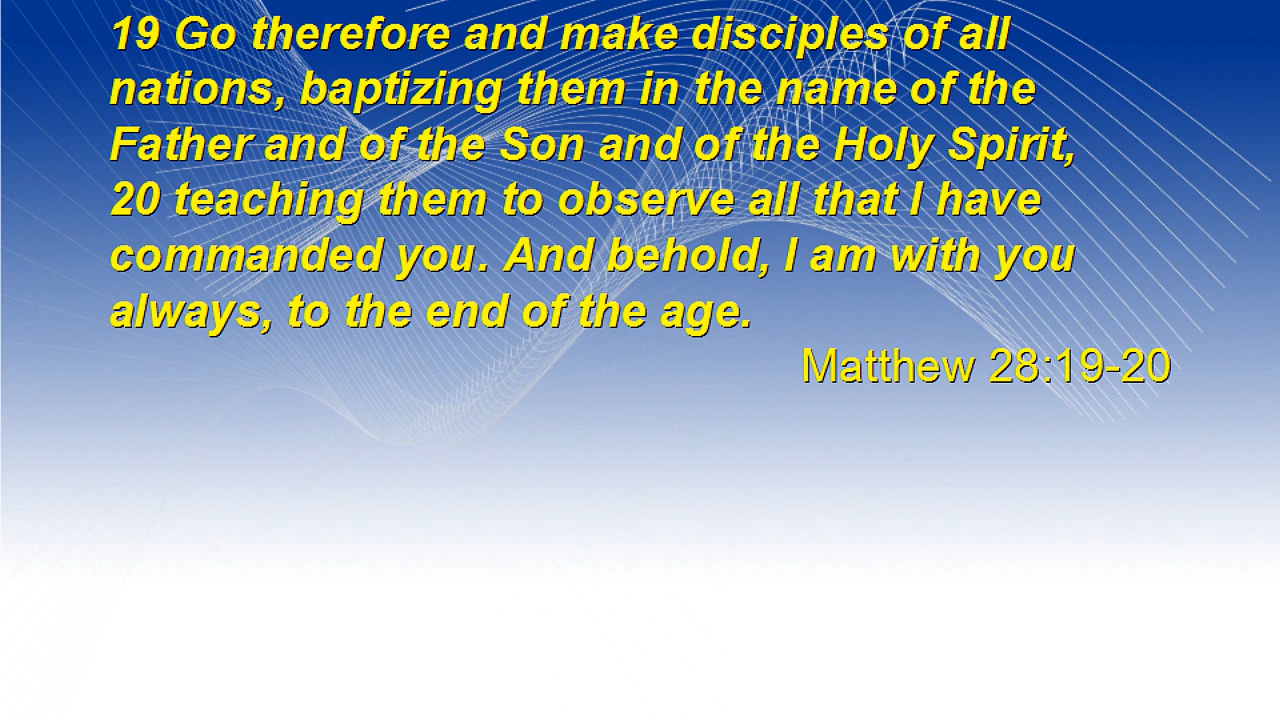 19 Go therefore and make disciples of all
nations, baptizing them in the name of the
Father and of the Son and of the Holy Spirit,
20 teaching them to observe all that I have
commanded you. And behold, I am with you
always, to the end of the age.
Matthew 28:19-20